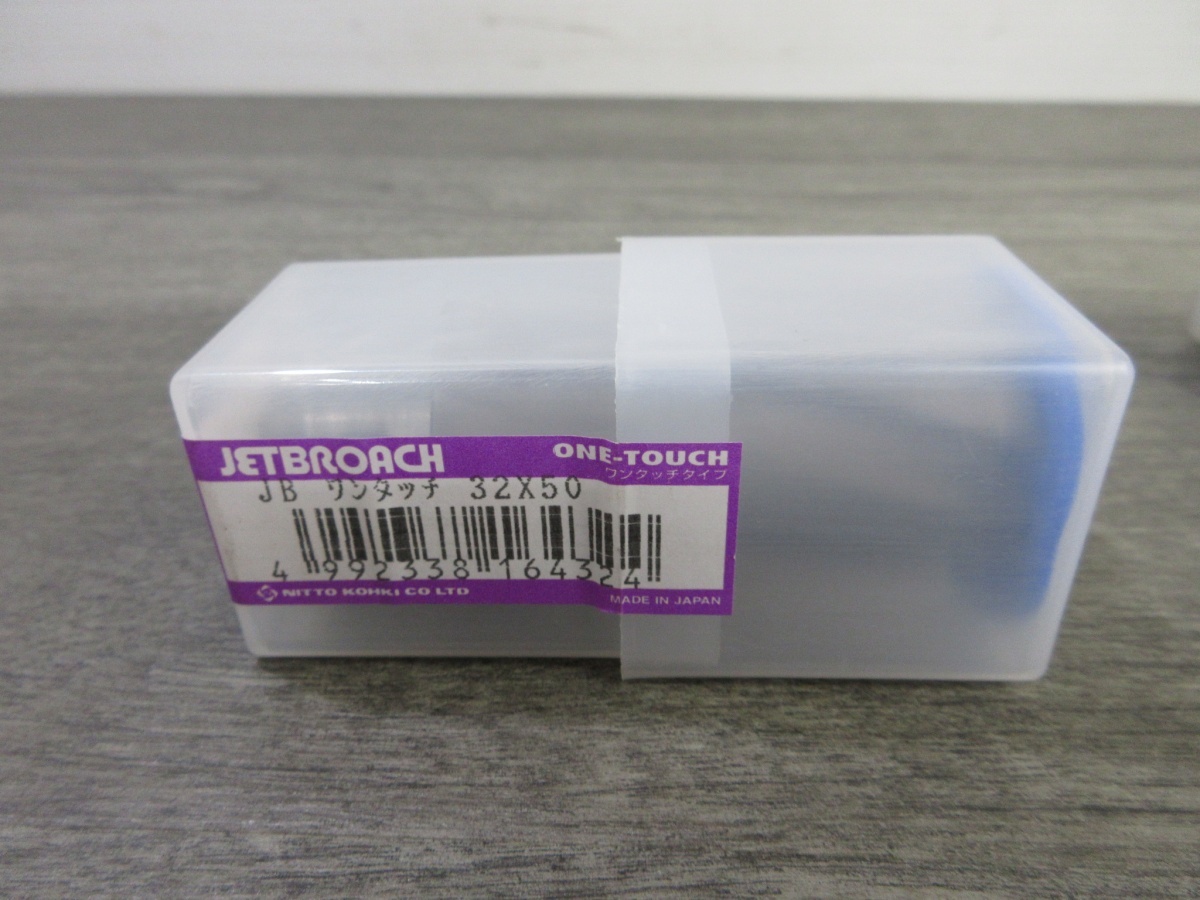 JETBROACH
ONE-TOUCH
ワンタッチタイプ
JB ワンタッチ 32X50
4 992338 164324
NITTO KOHKI CO LTD
MADE IN JAPAN